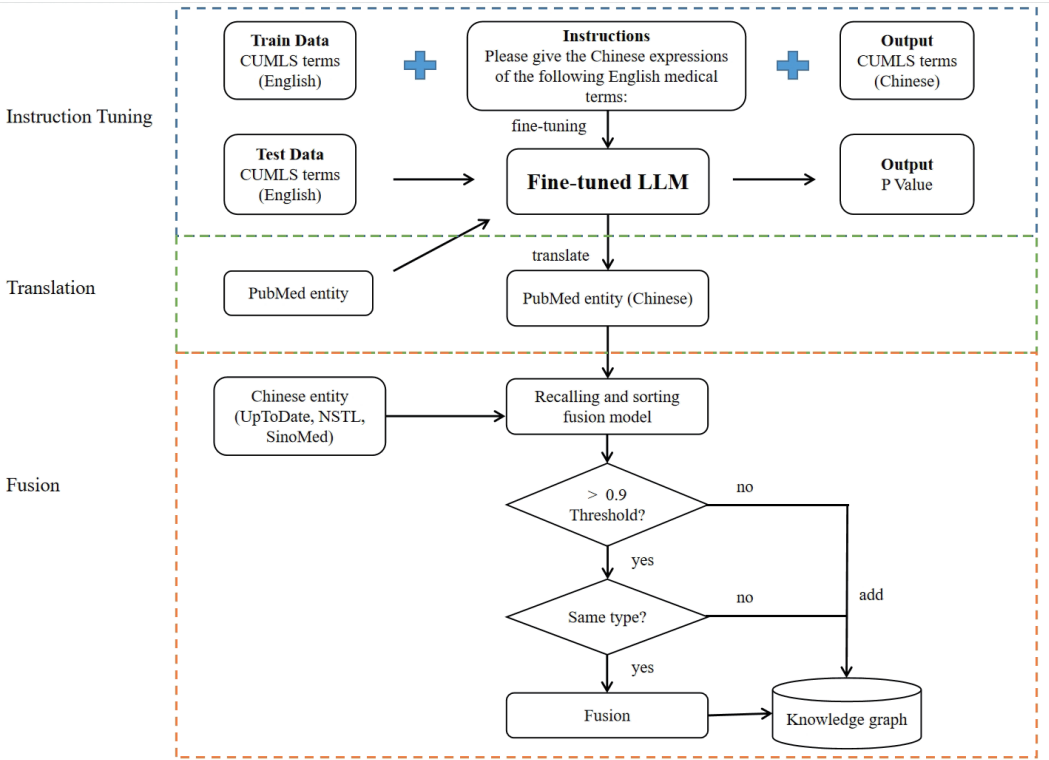 Instruction Tuning
Train Data
CUMLS terms
(English)
Instructions
Please give the Chinese expressions
of the following English medical
terms:
Output
CUMLS terms
(Chinese)
fine-tuning
Test Data
CUMLS terms
(English)
Fine-tuned LLM
Output
P Value
Translation
translate
PubMed entity
PubMed entity (Chinese)
Fusion
Chinese entity
(UpToDate, NSTL,
SinoMed)
Recalling and sorting
fusion model
> 0.9
Threshold?
no
yes
Same type?
no
add
yes
Fusion
Knowledge graph